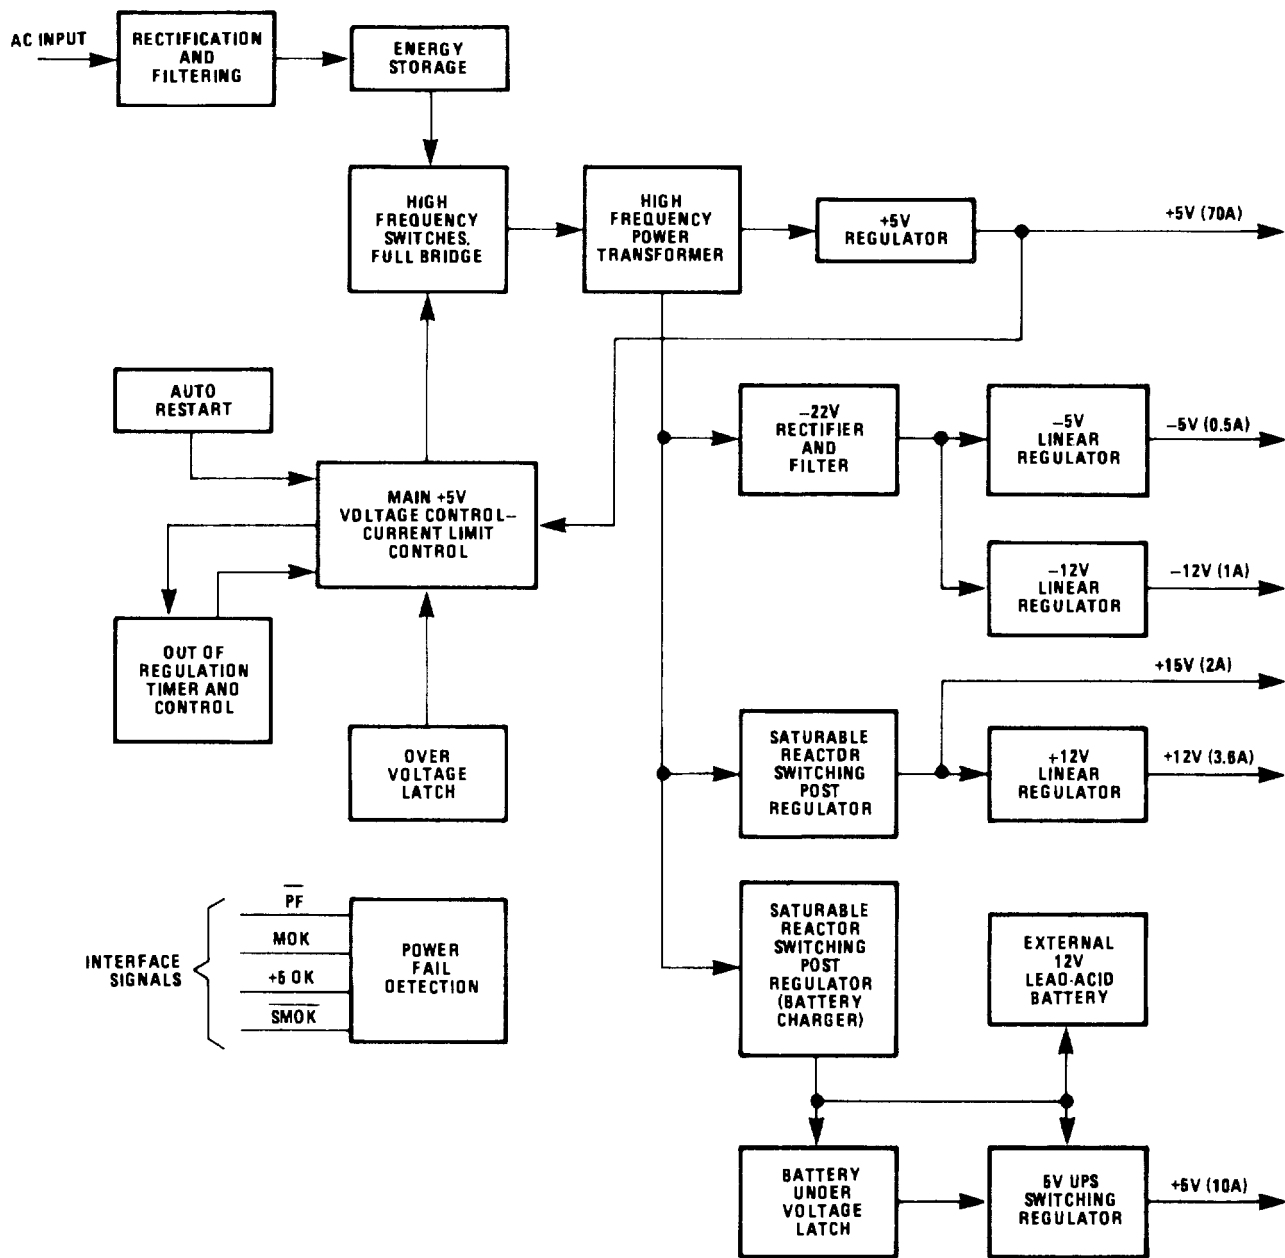 AC INPUT
RECTIFICATION
AND
FILTERING
ENERGY
STORAGE
HIGH
FREQUENCY
SWITCHES,
FULL BRIDGE
HIGH
FREQUENCY
POWER
TRANSFORMER
+5V
REGULATOR
+5V (70A)
AUTO
RESTART
MAIN +5V
VOLTAGE CONTROL–
CURRENT LIMIT
CONTROL
–22V
RECTIFIER
AND
FILTER
–5V
LINEAR
REGULATOR
–5V (0.5A)
–12V
LINEAR
REGULATOR
–12V (1A)
OUT OF
REGULATION
TIMER AND
CONTROL
OVER
VOLTAGE
LATCH
SATURABLE
REACTOR
SWITCHING
POST
REGULATOR
+15V (2A)
+12V
LINEAR
REGULATOR
+12V (3.6A)
INTERFACE
SIGNALS
P̅F̅
MOK
+5 OK
S̅M̅O̅K̅
POWER
FAIL
DETECTION
SATURABLE
REACTOR
SWITCHING
POST
REGULATOR
(BATTERY
CHARGER)
EXTERNAL
12V
LEAD-ACID
BATTERY
BATTERY
UNDER
VOLTAGE
LATCH
5V UPS
SWITCHING
REGULATOR
+5V (10A)